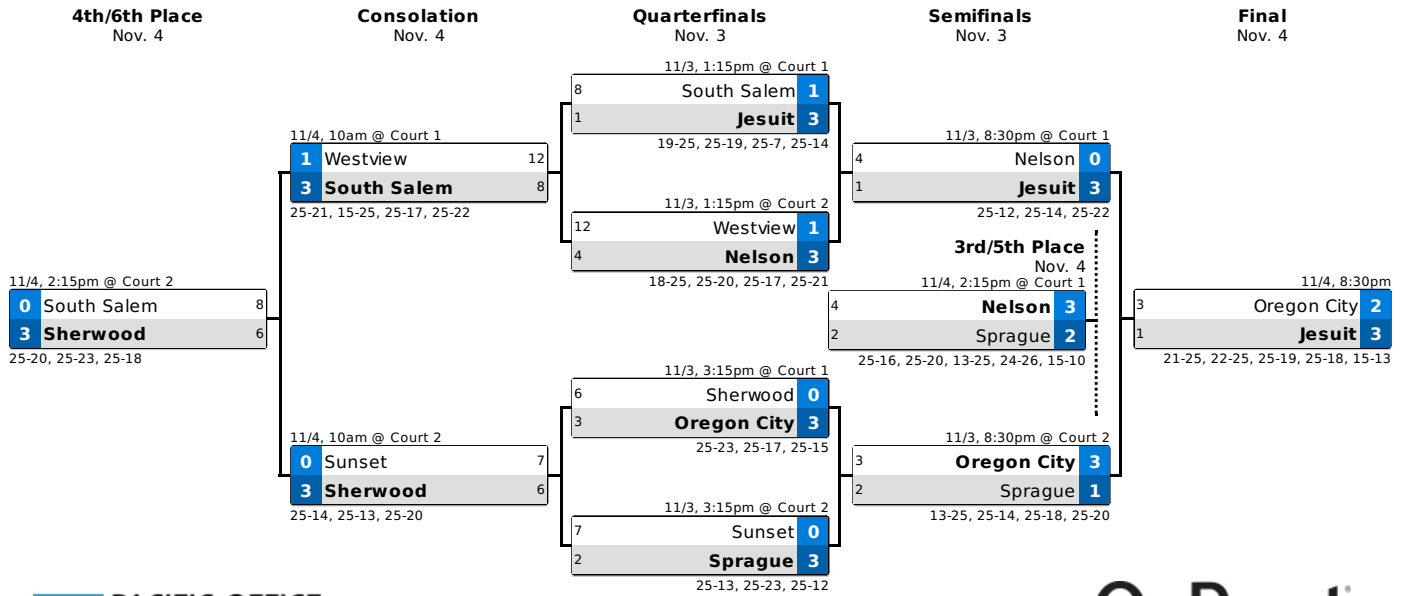 4th/6th Place
Nov. 4
Consolation
Nov. 4
Quarterfinals
Nov. 3
Semifinals
Nov. 3
Final
Nov. 4
11/4, 2:15pm @ Court 2
0 South Salem 8
3 Sherwood 6
25-20, 25-23, 25-18
11/4, 10am @ Court 1
1 Westview 12
3 South Salem 8
25-21, 15-25, 25-17, 25-22
11/4, 10am @ Court 2
0 Sunset 7
3 Sherwood 6
25-14, 25-13, 25-20
11/3, 1:15pm @ Court 1
8 South Salem 1
1 Jesuit 3
19-25, 25-19, 25-7, 25-14
11/3, 1:15pm @ Court 2
12 Westview 1
4 Nelson 3
18-25, 25-20, 25-17, 25-21
11/3, 3:15pm @ Court 1
6 Sherwood 0
3 Oregon City 3
25-23, 25-17, 25-15
11/3, 3:15pm @ Court 2
7 Sunset 0
2 Sprague 3
25-13, 25-23, 25-12
11/3, 8:30pm @ Court 1
4 Nelson 0
1 Jesuit 3
25-12, 25-14, 25-22
3rd/5th Place
Nov. 4
11/4, 2:15pm @ Court 1
4 Nelson 3
2 Sprague 2
25-16, 25-20, 13-25, 24-26, 15-10
11/3, 8:30pm @ Court 2
3 Oregon City 3
2 Sprague 1
13-25, 25-14, 25-18, 25-20
11/4, 8:30pm
3 Oregon City 2
1 Jesuit 3
21-25, 22-25, 25-19, 25-18, 15-13
PACIFIC OFFICE